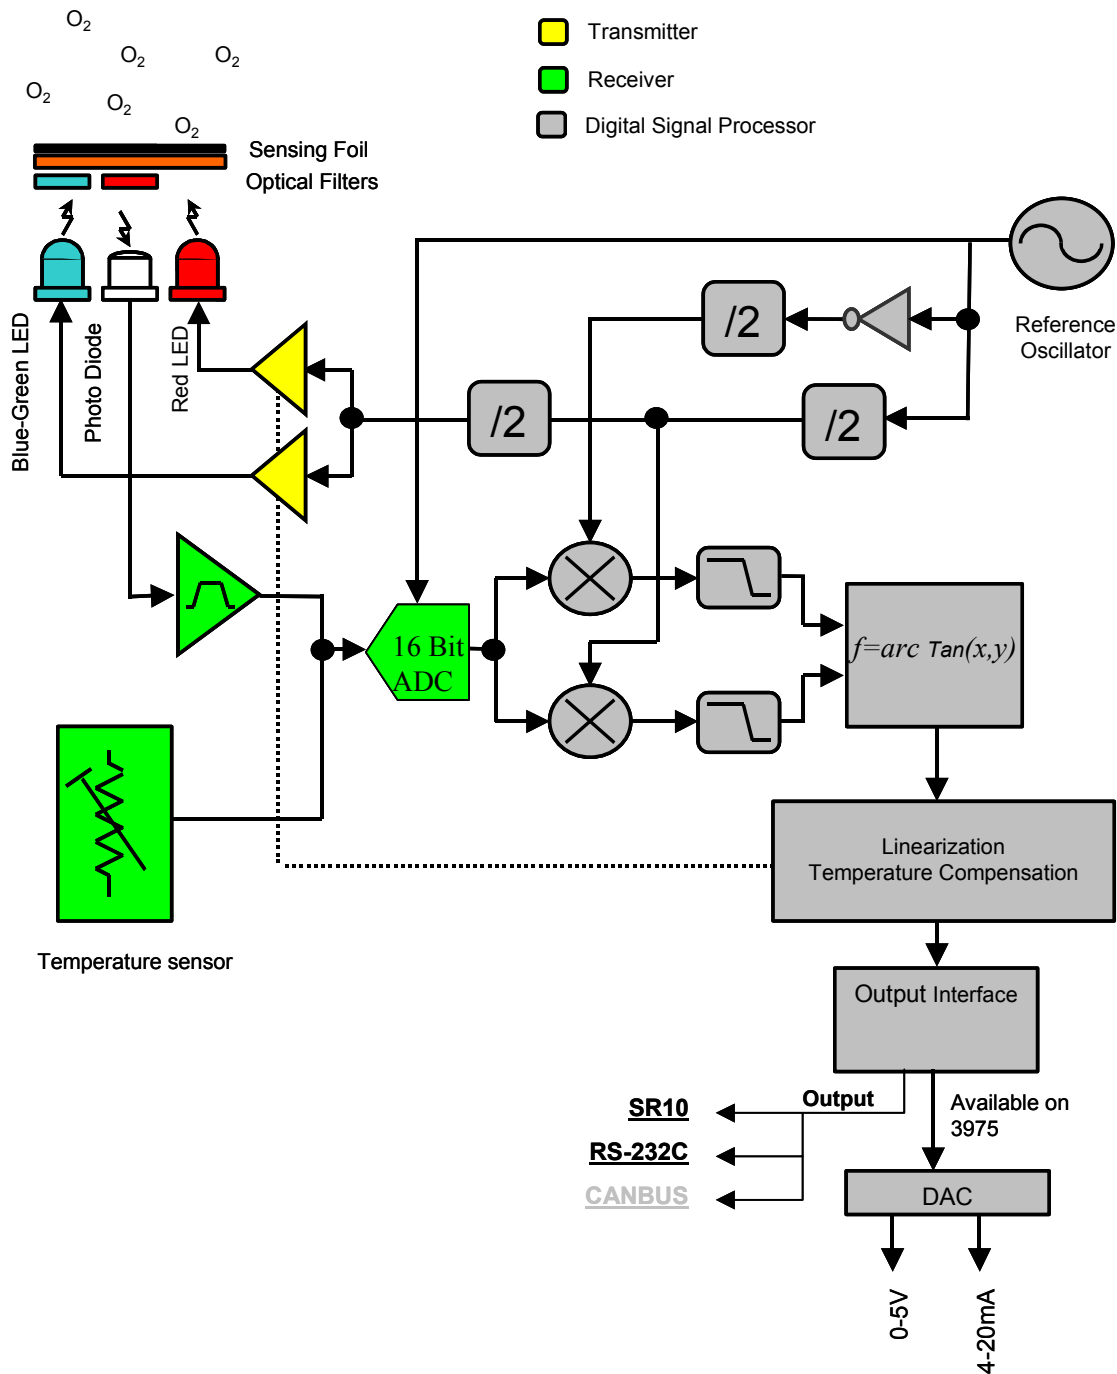 O2
O2
O2
O2
O2
O2
Transmitter
Receiver
Digital Signal Processor
Sensing Foil
Optical Filters
Blue-Green LED
Photo Diode
Red LED
/2
/2
/2
Reference
Oscillator
16 Bit
ADC
f=arc Tan(x,y)
Linearization
Temperature Compensation
Temperature sensor
Output Interface
Output
SR10
RS-232C
CANBUS
Available on
3975
DAC
0-5V
4-20mA